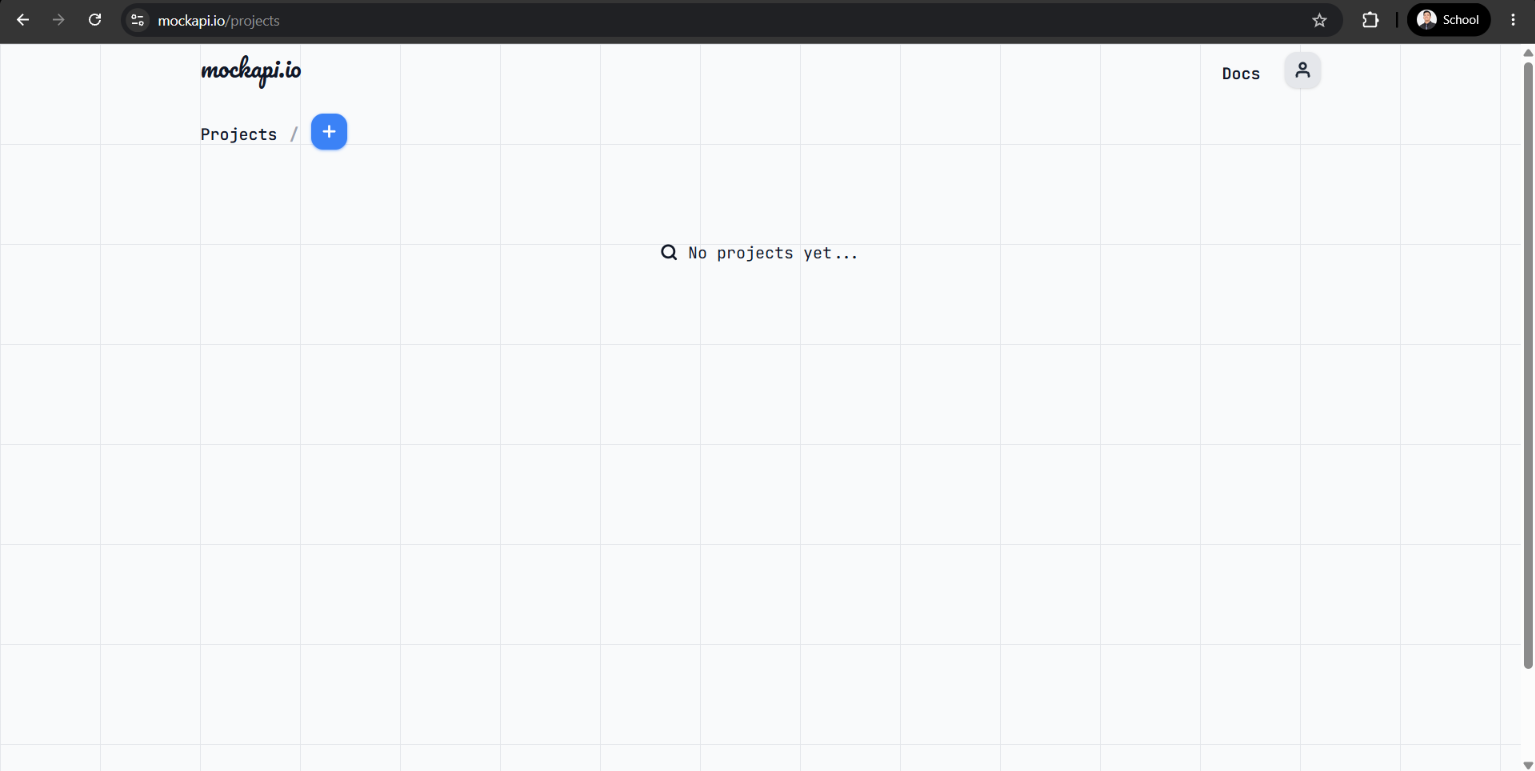 mockapi.io/projects
School
mockapi.io
Docs
Projects /
No projects yet...